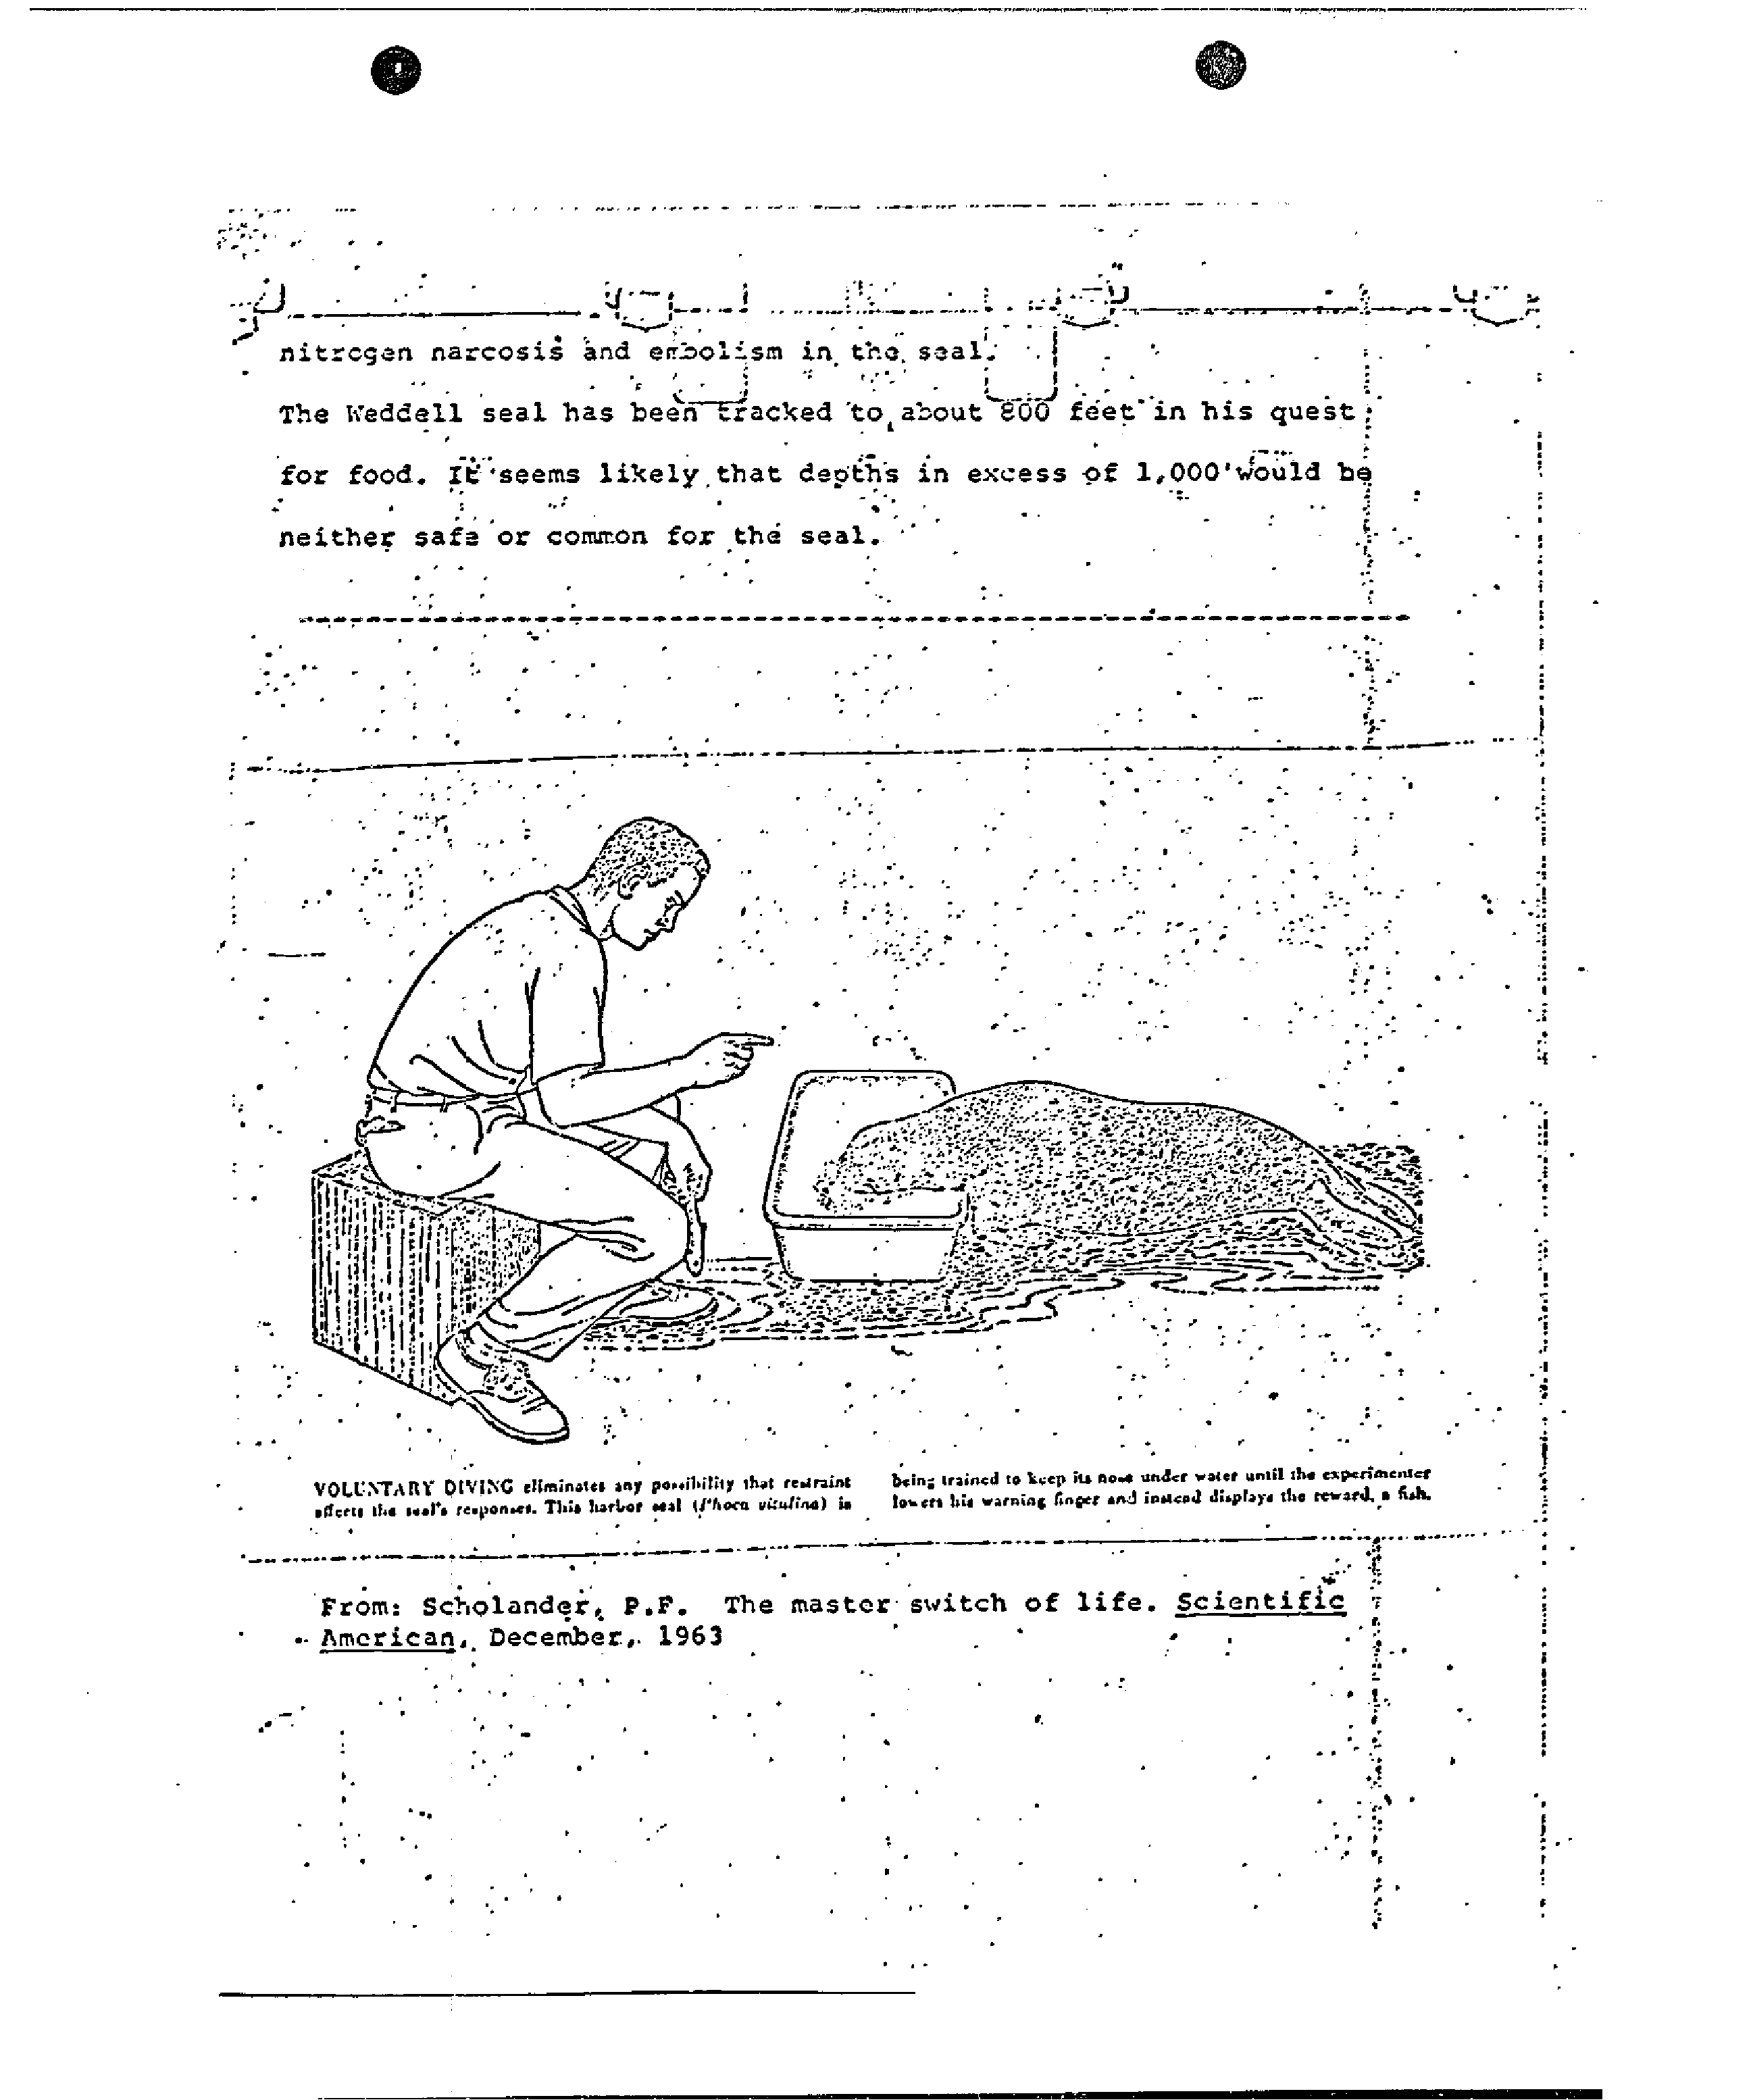 nitrogen narcosis and embolism in the seal.
The Weddell seal has been tracked to about 800 feet in his quest
for food. It seems likely that depths in excess of 1,000' would be
neither safe or common for the seal.
VOLUNTARY DIVING eliminates any possibility that restraint
affects the seal's responses. This harbor seal (Phoca vitulina) is
being trained to keep its nose under water until the experimenter
lowers his warning finger and instead displays the reward, a fish.
From: Scholander, P.F. The master switch of life. Scientific
American, December, 1963